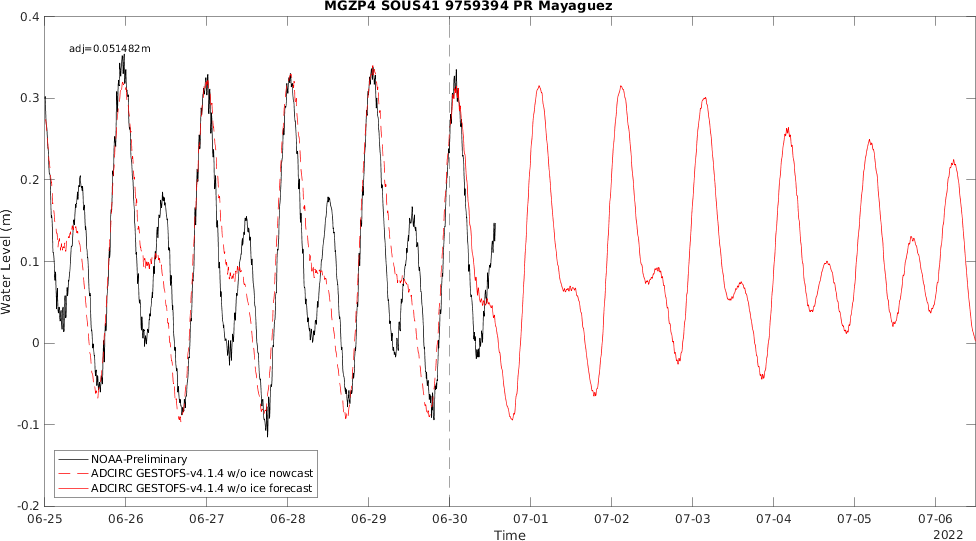 MGZP4 SOUS41 9759394 PR Mayaguez
adj=0.051482m
Water Level (m)
0.4
0.3
0.2
0.1
0
-0.1
-0.2
NOAA-Preliminary
ADCIRC GESTOFS-v4.1.4 w/o ice nowcast
ADCIRC GESTOFS-v4.1.4 w/o ice forecast
06-25 06-26 06-27 06-28 06-29 06-30 07-01 07-02 07-03 07-04 07-05 07-06
Time
2022